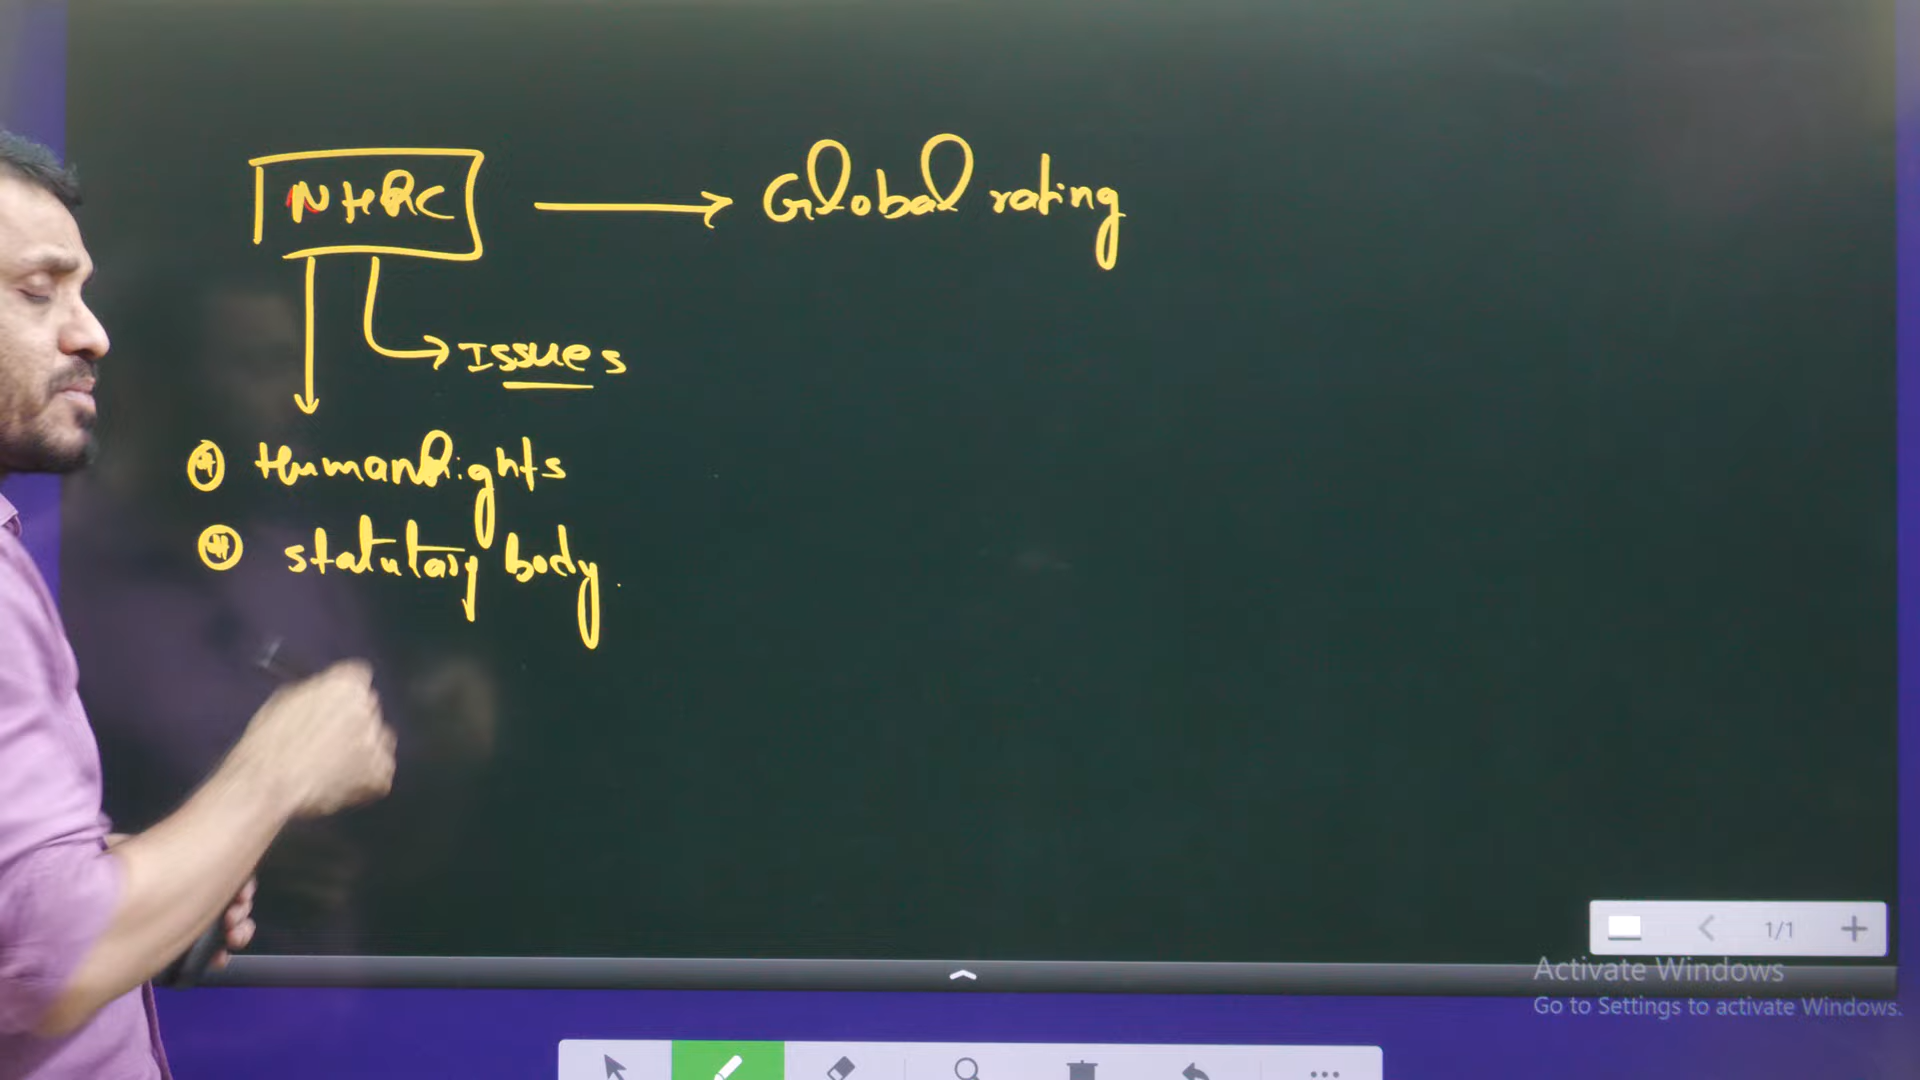 NHRC → Global rating
→ Issues
Human Rights
statutory body.
1/1
Activate Windows
Go to Settings to activate Windows.